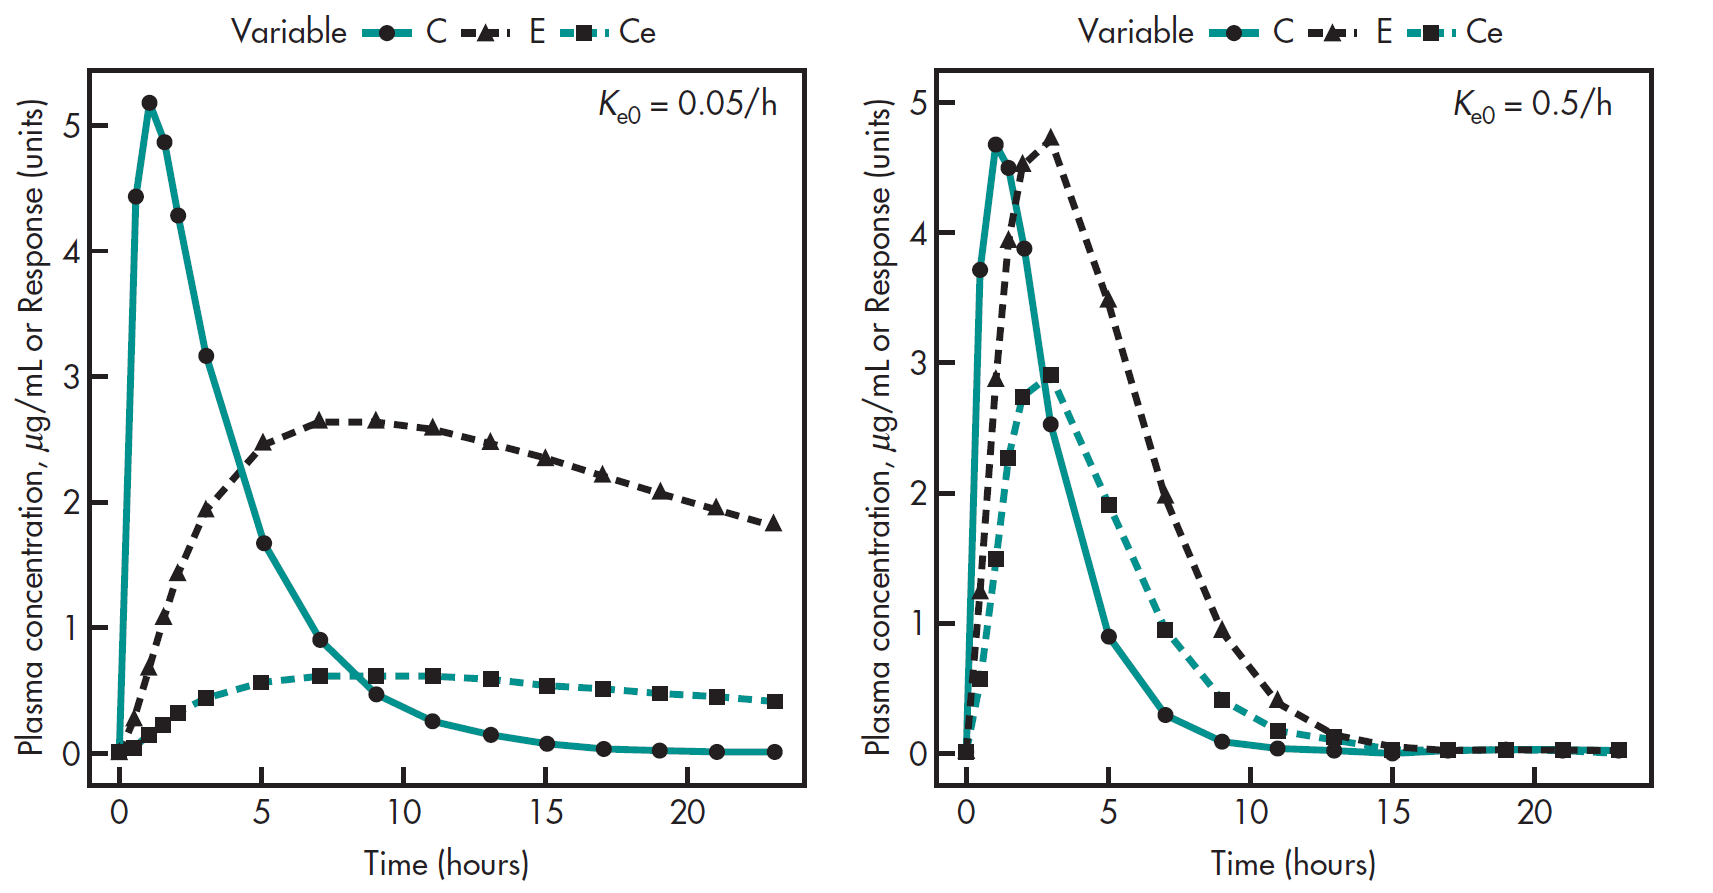 Variable C E Ce
K_e0 = 0.05/h
Plasma concentration, µg/mL or Response (units)
5
4
3
2
1
0
0 5 10 15 20
Time (hours)
Variable C E Ce
K_e0 = 0.5/h
Plasma concentration, µg/mL or Response (units)
5
4
3
2
1
0
0 5 10 15 20
Time (hours)